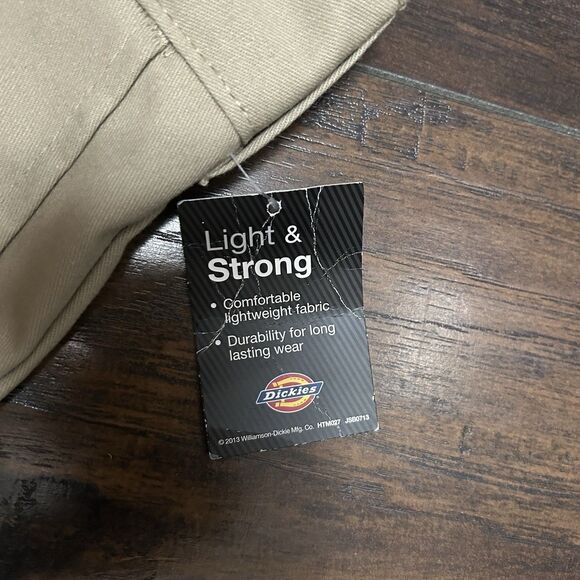 Light &
Strong
• Comfortable
lightweight fabric
• Durability for long
lasting wear
Dickies
© 2013 Williamson-Dickie Mfg. Co. HTM027 JSB0713